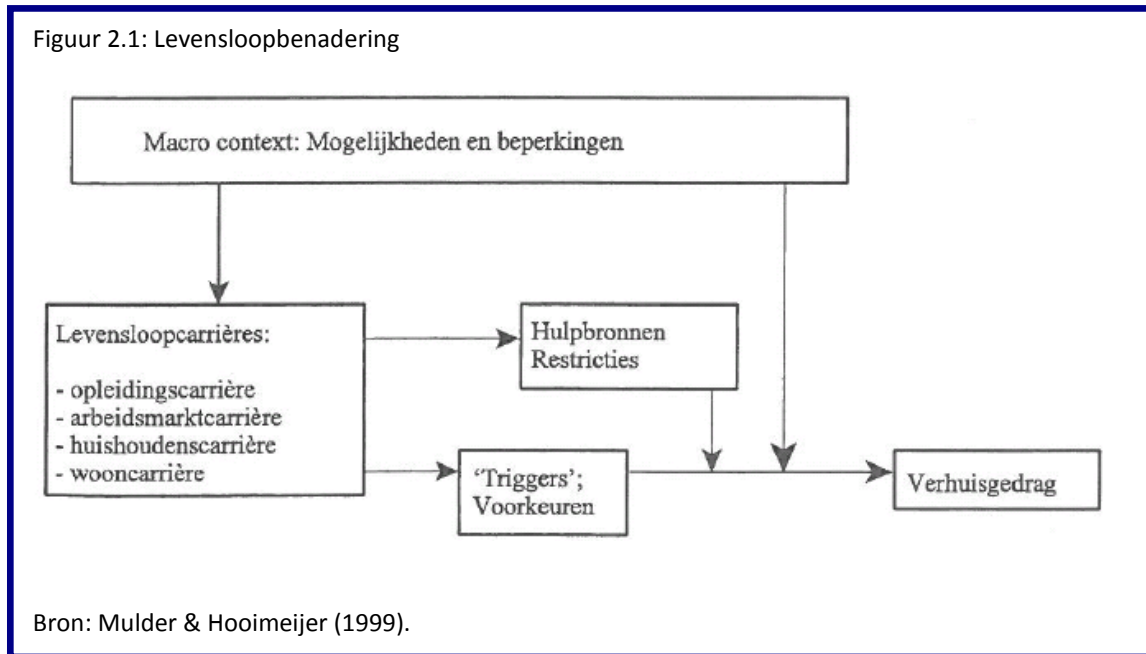 Figuur 2.1: Levensloopbenadering
Macro context: Mogelijkheden en beperkingen
Levensloopcarrières:
- opleidingscarrière
- arbeidsmarktcarrière
- huishoudenscarrière
- wooncarrière
Hulpbronnen
Restricties
‘Triggers’;
Voorkeuren
Verhuisgedrag
Bron: Mulder & Hooimeijer (1999).